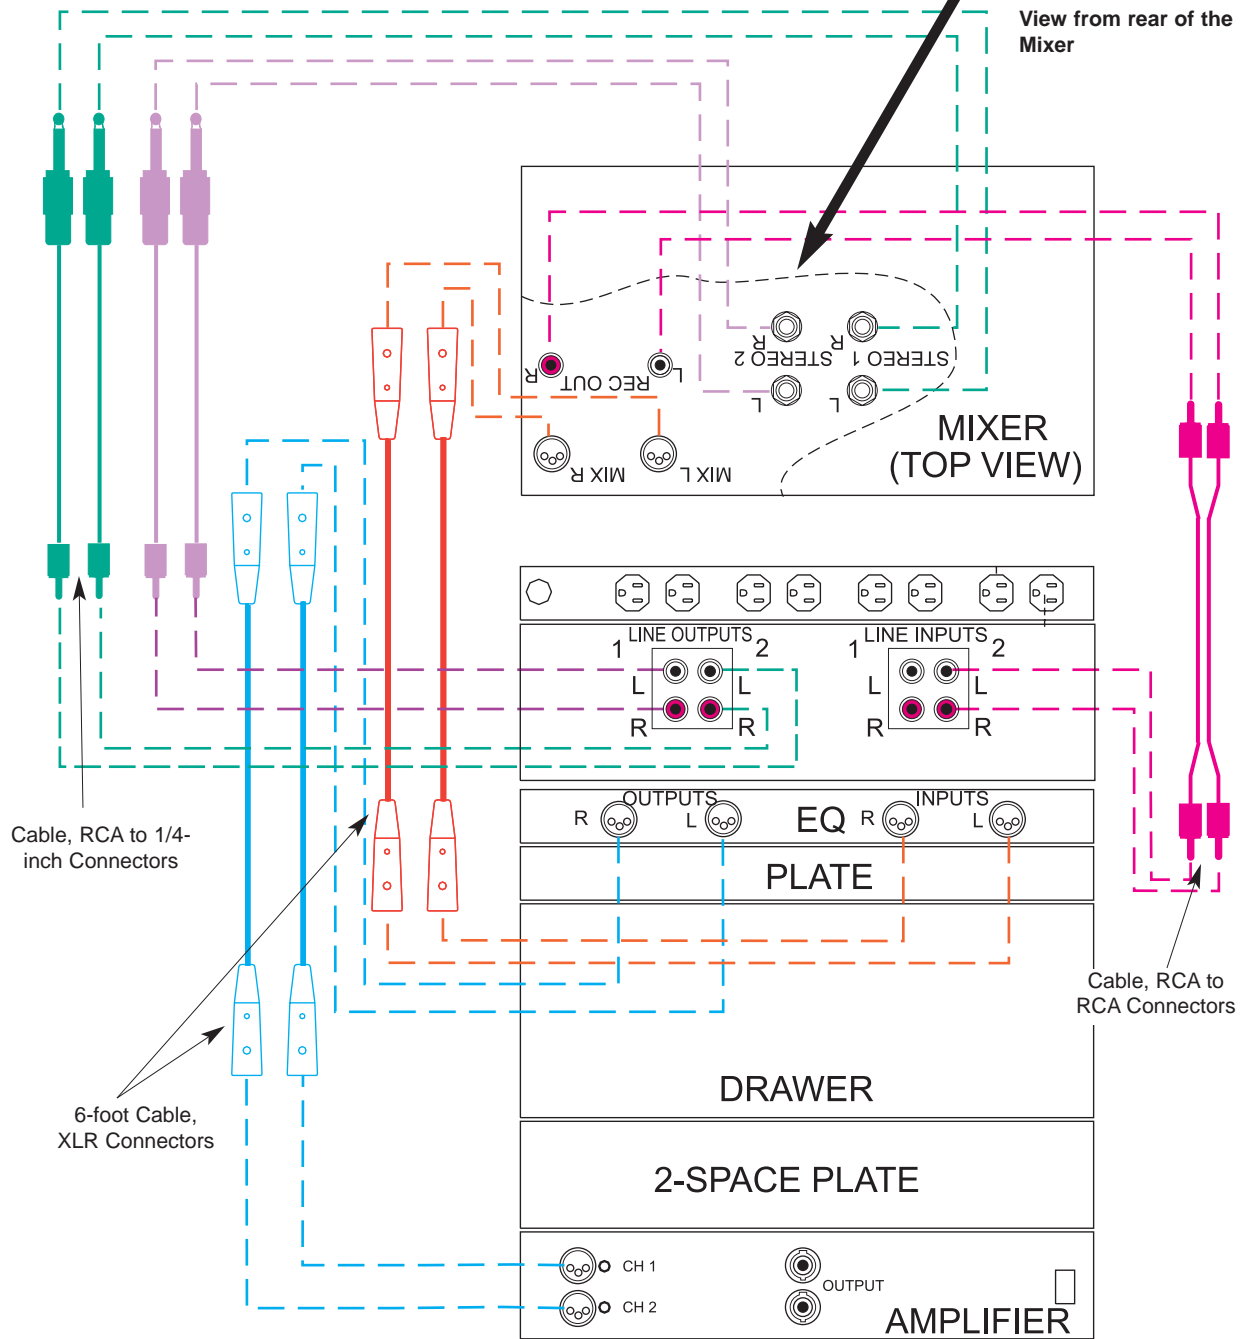 View from rear of the
Mixer
R
R
STEREO 2
STEREO 1
L
L
R
REC OUT
L
MIX R
MIX L
MIXER
(TOP VIEW)
LINE OUTPUTS
1
2
L
L
R
R
LINE INPUTS
1
2
L
L
R
R
OUTPUTS
R
L
EQ
INPUTS
R
L
PLATE
Cable, RCA to 1/4-
inch Connectors
Cable, RCA to
RCA Connectors
DRAWER
6-foot Cable,
XLR Connectors
2-SPACE PLATE
CH 1
CH 2
OUTPUT
AMPLIFIER